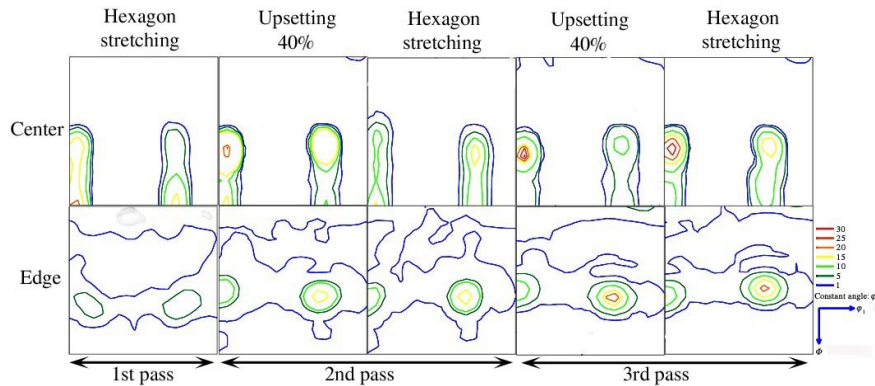 Hexagon
stretching
Upsetting
40%
Hexagon
stretching
Upsetting
40%
Hexagon
stretching
Center
Edge
30
25
20
15
10
5
1
Constant angle: φ
φ₁
Φ
1st pass
2nd pass
3rd pass